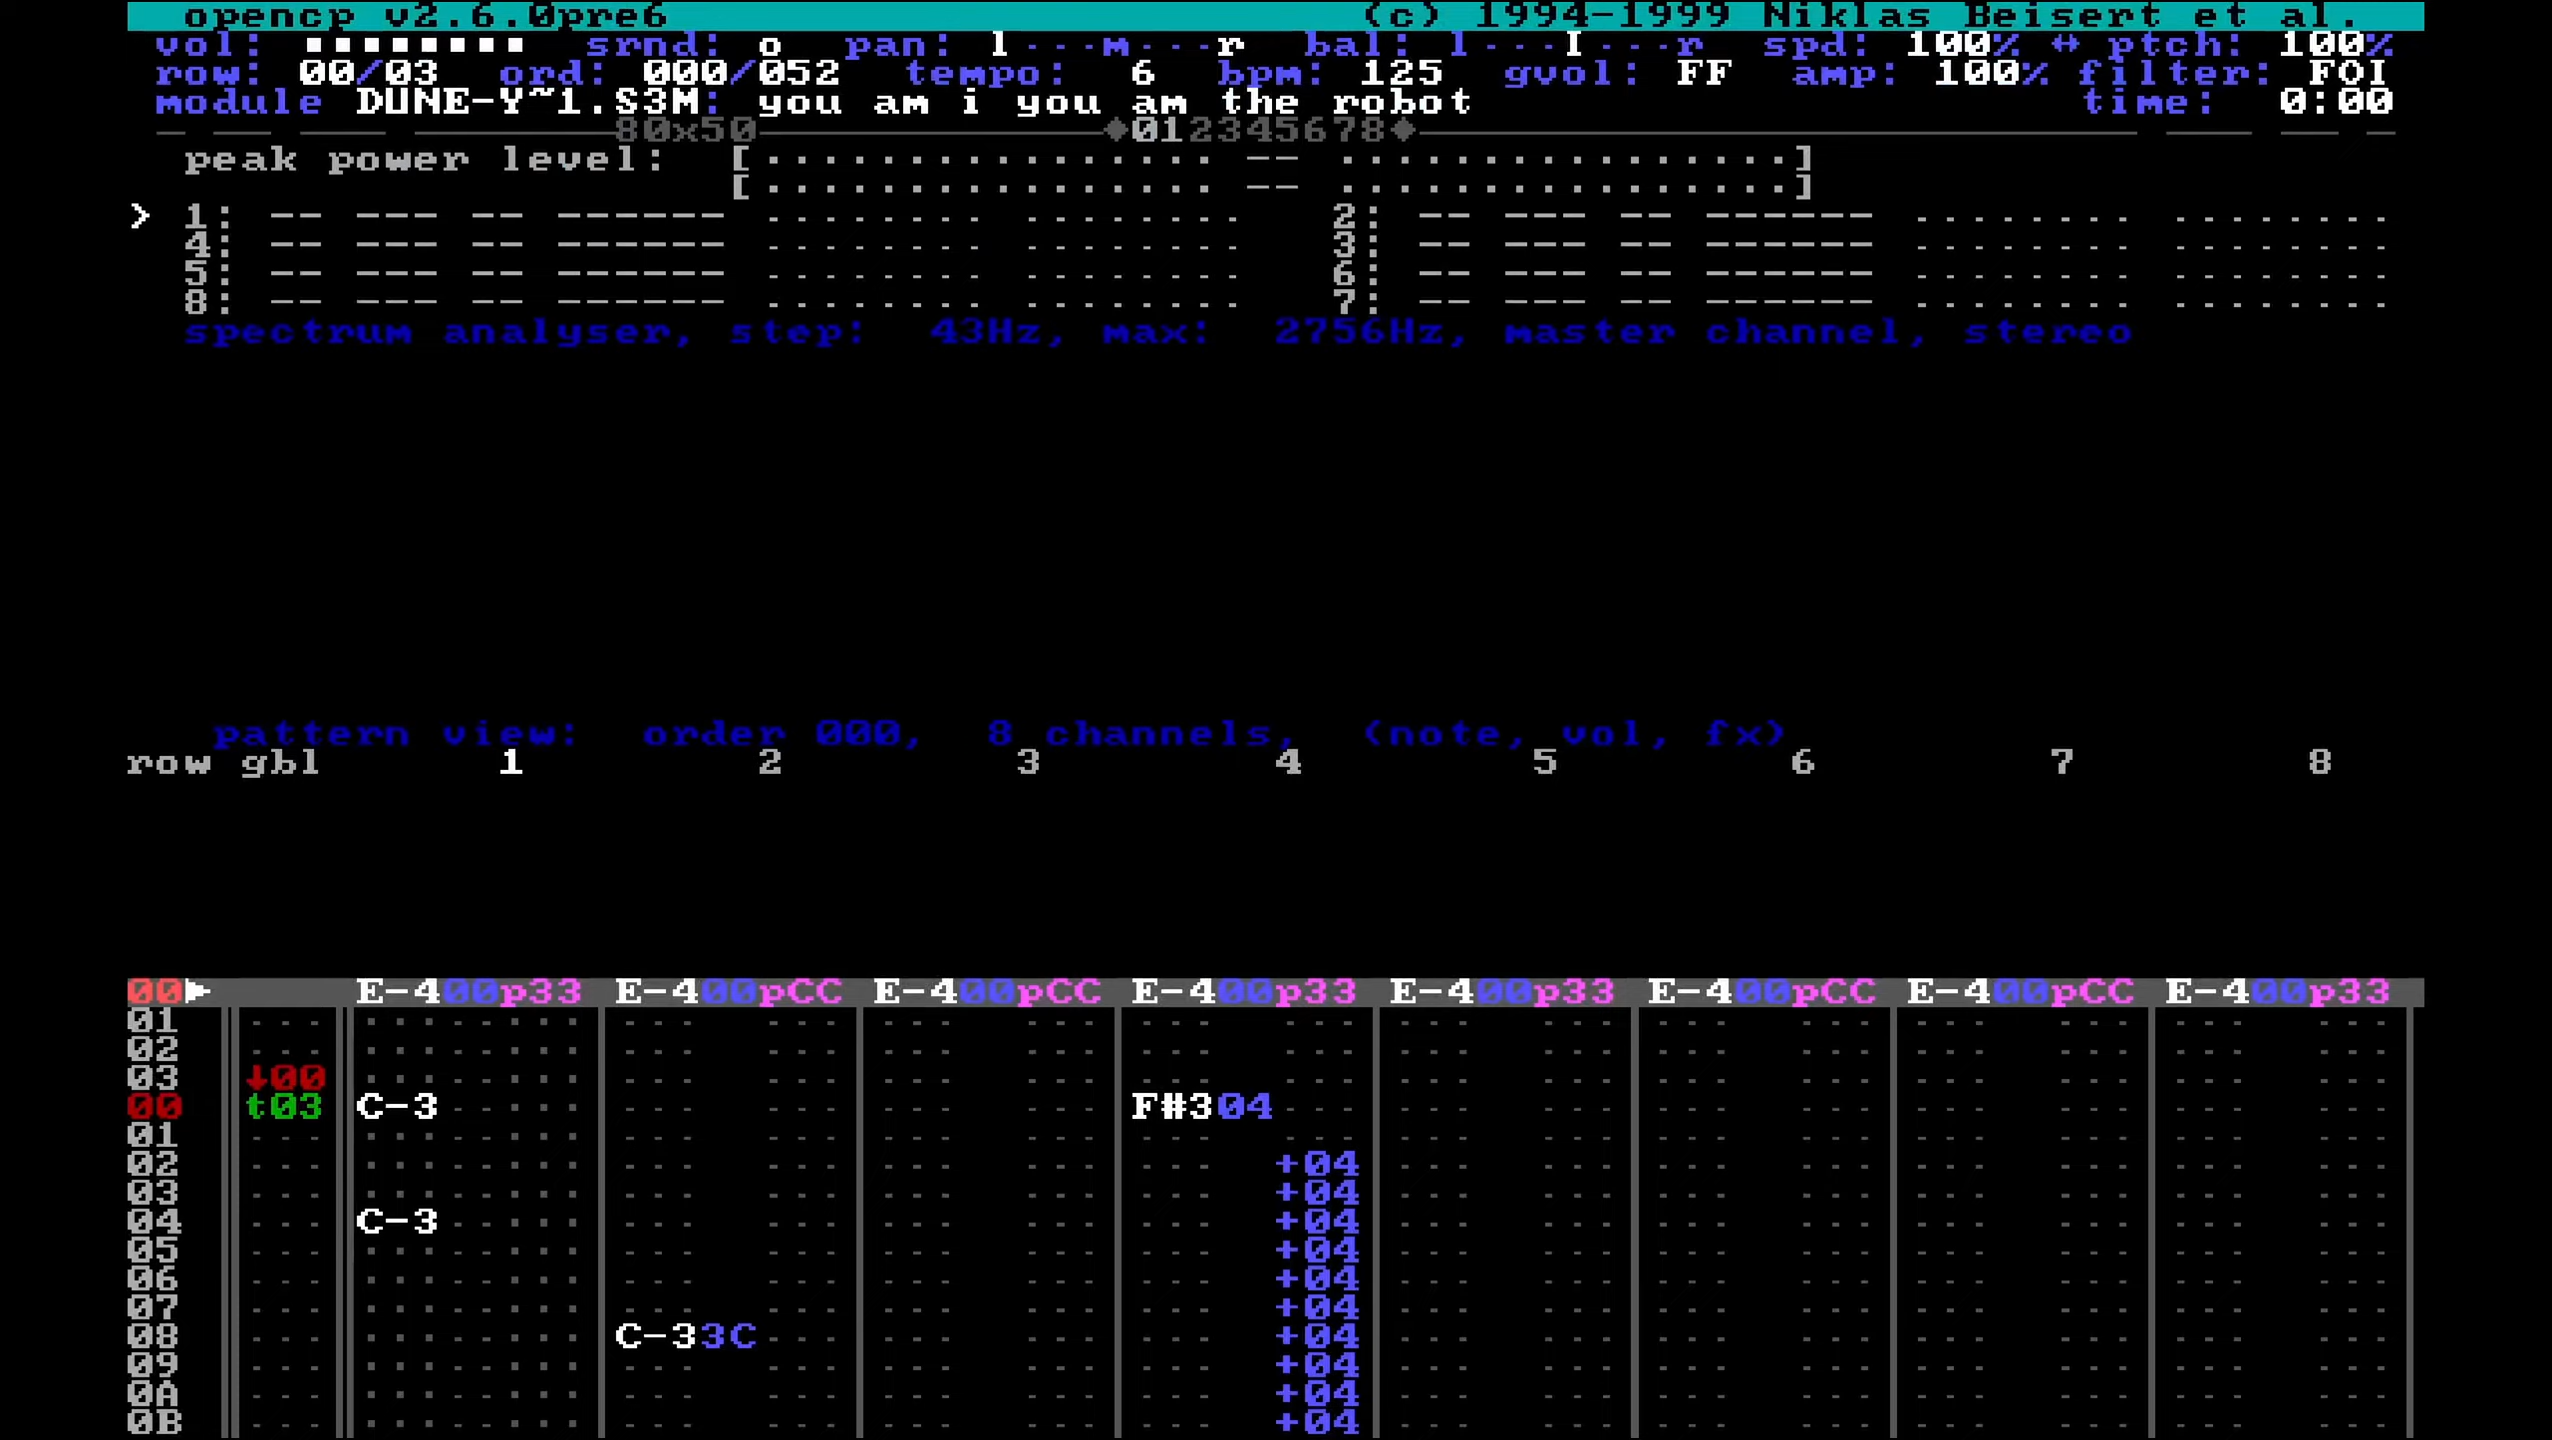 opencp v2.6.0pre6 (c) 1994-1999 Niklas Beisert et al.
vol: ▪▪▪▪▪▪▪▪ srnd: o pan: l---m---r bal: l---I---r spd: 100% ↔ ptch: 100%
row: 00/03 ord: 000/052 tempo: 6 bpm: 125 gvol: FF amp: 100% filter: FOI
module DUNE-Y~1.S3M: you am i you am the robot time: 0:00
80x50 ◆012345678◆
peak power level: [················ -- ················]
[················ -- ················]
> 1: -- --- -- ------ ········ ········ 2: -- --- -- ------ ········ ········
4: -- --- -- ------ ········ ········ 3: -- --- -- ------ ········ ········
5: -- --- -- ------ ········ ········ 6: -- --- -- ------ ········ ········
8: -- --- -- ------ ········ ········ 7: -- --- -- ------ ········ ········
spectrum analyser, step: 43Hz, max: 2756Hz, master channel, stereo
pattern view: order 000, 8 channels, (note, vol, fx)
row gbl 1 2 3 4 5 6 7 8
00► E-400p33 E-400pCC E-400pCC E-400p33 E-400p33 E-400pCC E-400pCC E-400p33
01
02
03 ↓00
00 t03 C-3 F#304
01
02 +04
03 +04
04 C-3 +04
05 +04
06 +04
07 +04
08 C-33C +04
09 +04
0A +04
0B +04